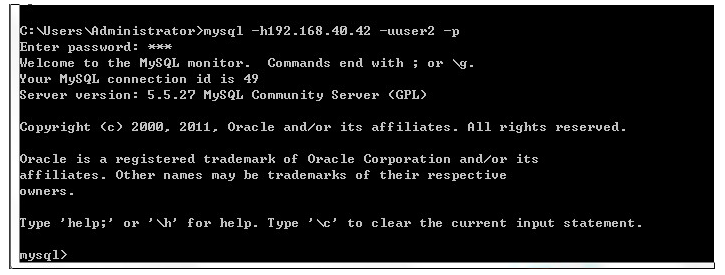 C:\Users\Administrator>mysql -h192.168.40.42 -uuser2 -p
Enter password: ***
Welcome to the MySQL monitor.  Commands end with ; or \g.
Your MySQL connection id is 49
Server version: 5.5.27 MySQL Community Server (GPL)
Copyright (c) 2000, 2011, Oracle and/or its affiliates. All rights reserved.
Oracle is a registered trademark of Oracle Corporation and/or its
affiliates. Other names may be trademarks of their respective
owners.
Type 'help;' or '\h' for help. Type '\c' to clear the current input statement.
mysql>